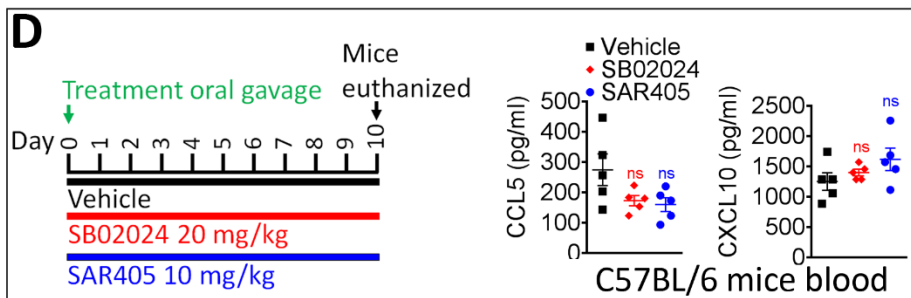 D
Treatment oral gavage
Mice
euthanized
Day 0 1 2 3 4 5 6 7 8 9 10
Vehicle
SB02024 20 mg/kg
SAR405 10 mg/kg
Vehicle
SB02024
SAR405
CCL5 (pg/ml)
500
400
300
200
100
0
ns
ns
CXCL10 (pg/ml)
2500
2000
1500
1000
500
0
ns
ns
C57BL/6 mice blood